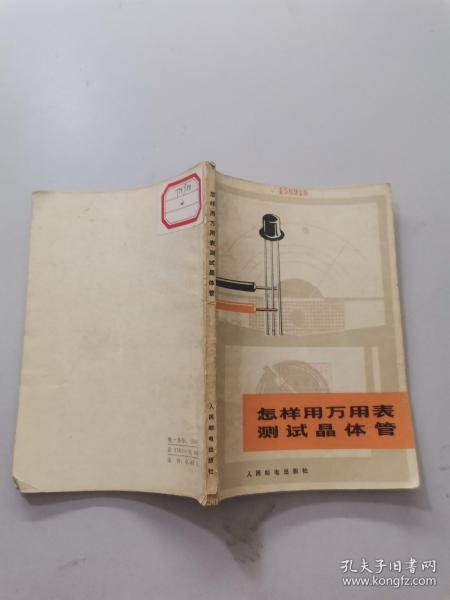 158918
怎样用万用表
测试晶体管
人民邮电出版社
怎样用万用表测试晶体管
人民邮电出版社
孔夫子旧书网
www.kongfz.com